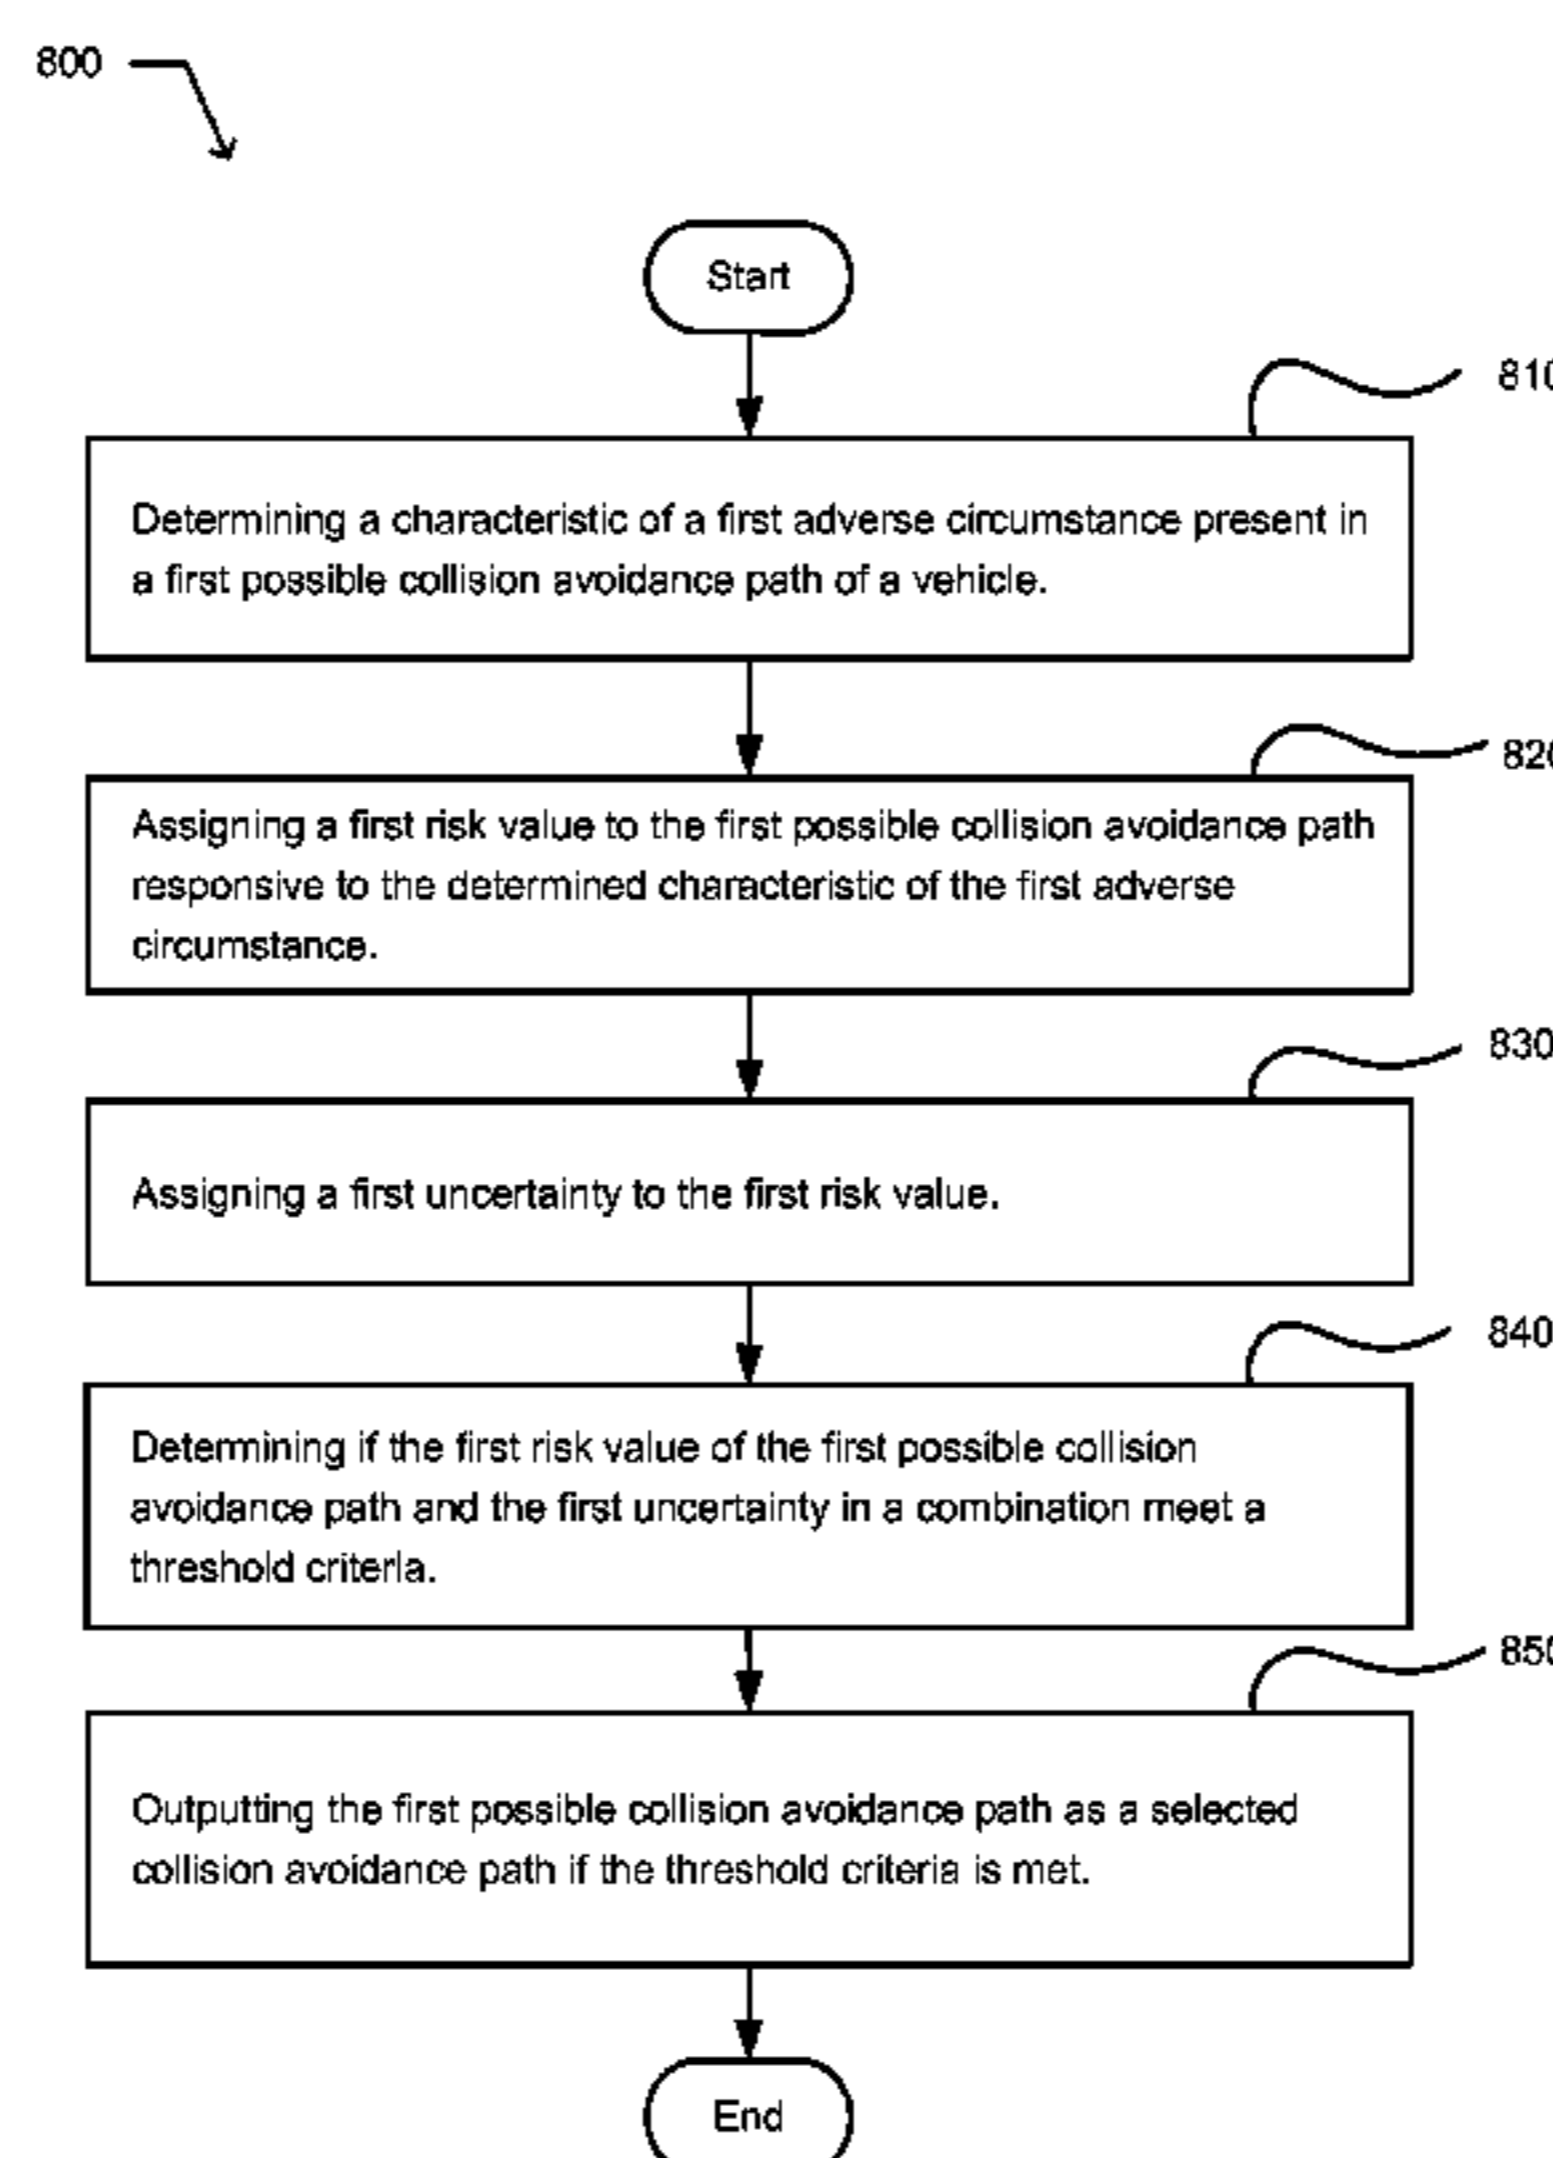 800
Start
810
Determining a characteristic of a first adverse circumstance present in
a first possible collision avoidance path of a vehicle.
820
Assigning a first risk value to the first possible collision avoidance path
responsive to the determined characteristic of the first adverse
circumstance.
830
Assigning a first uncertainty to the first risk value.
840
Determining if the first risk value of the first possible collision
avoidance path and the first uncertainty in a combination meet a
threshold criteria.
850
Outputting the first possible collision avoidance path as a selected
collision avoidance path if the threshold criteria is met.
End